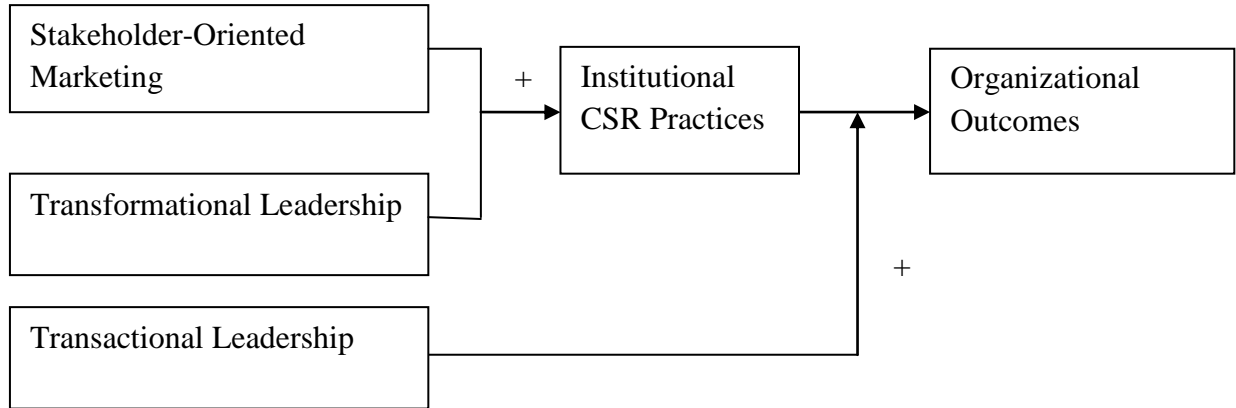 Stakeholder-Oriented
Marketing
+
Institutional
CSR Practices
Organizational
Outcomes
Transformational Leadership
+
Transactional Leadership